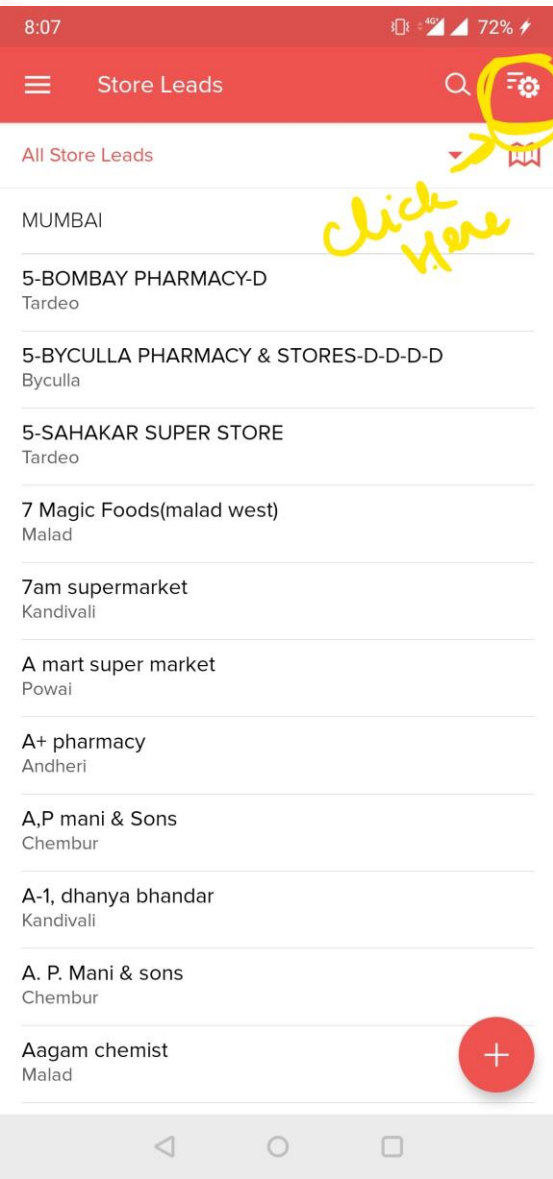 8:07 4G+ 72%
Store Leads
All Store Leads
Click
Here
MUMBAI
5-BOMBAY PHARMACY-D
Tardeo
5-BYCULLA PHARMACY & STORES-D-D-D-D
Byculla
5-SAHAKAR SUPER STORE
Tardeo
7 Magic Foods(malad west)
Malad
7am supermarket
Kandivali
A mart super market
Powai
A+ pharmacy
Andheri
A,P mani & Sons
Chembur
A-1, dhanya bhandar
Kandivali
A. P. Mani & sons
Chembur
Aagam chemist
Malad